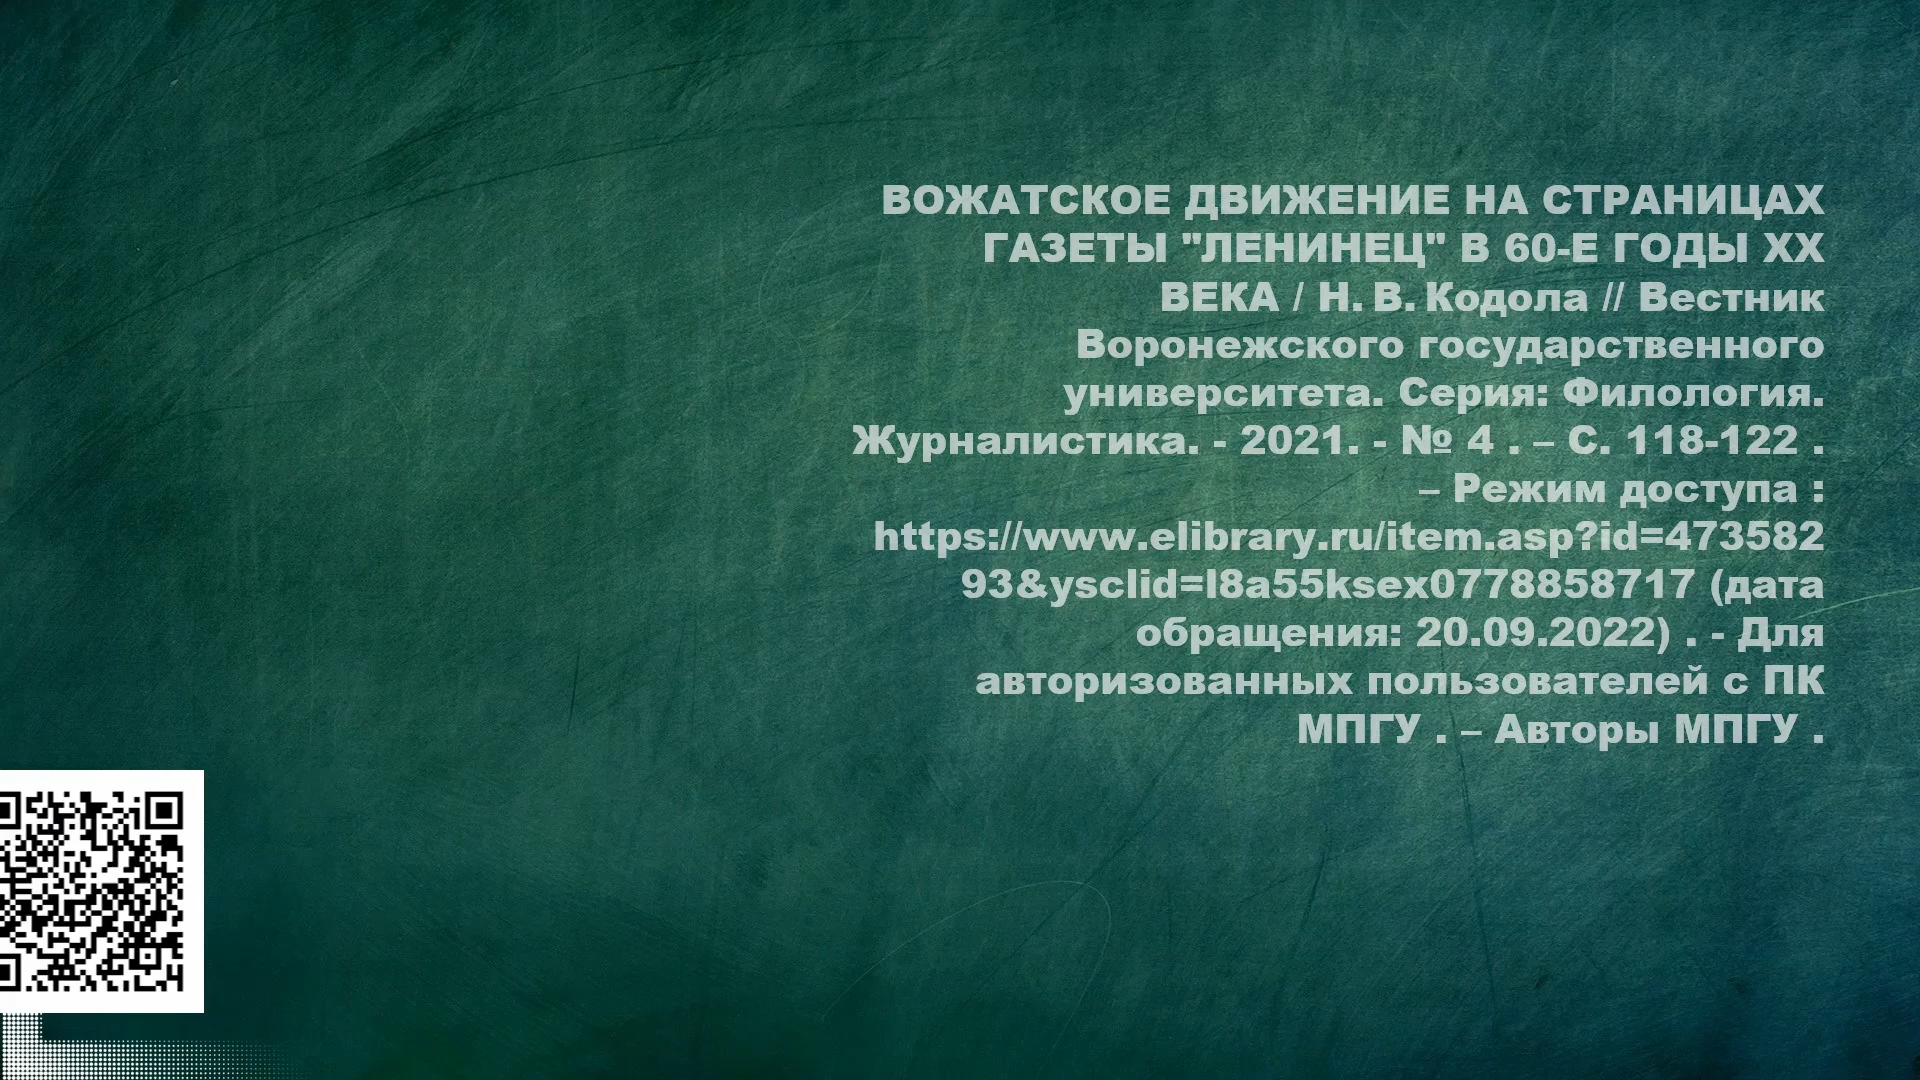 ВОЖАТСКОЕ ДВИЖЕНИЕ НА СТРАНИЦАХ
ГАЗЕТЫ "ЛЕНИНЕЦ" В 60-Е ГОДЫ ХХ
ВЕКА / Н. В. Кодола // Вестник
Воронежского государственного
университета. Серия: Филология.
Журналистика. - 2021. - № 4 . – С. 118-122 .
– Режим доступа :
https://www.elibrary.ru/item.asp?id=473582
93&ysclid=l8a55ksex0778858717 (дата
обращения: 20.09.2022) . - Для
авторизованных пользователей с ПК
МПГУ . – Авторы МПГУ .